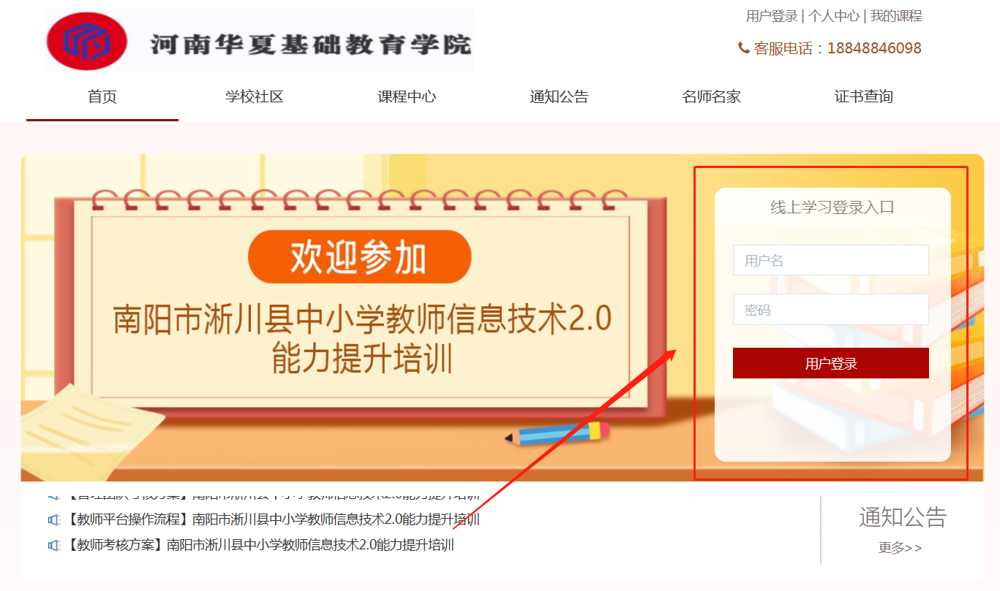 用户登录 | 个人中心 | 我的课程
河南华夏基础教育学院
客服电话：18848846098
首页 学校社区 课程中心 通知公告 名师名家 证书查询
欢迎参加
南阳市淅川县中小学教师信息技术2.0
能力提升培训
线上学习登录入口
用户名
密码
用户登录
【管理团队考核方案】南阳市淅川县中小学教师信息技术2.0能力提升培训
【教师平台操作流程】南阳市淅川县中小学教师信息技术2.0能力提升培训
【教师考核方案】南阳市淅川县中小学教师信息技术2.0能力提升培训
通知公告
更多>>